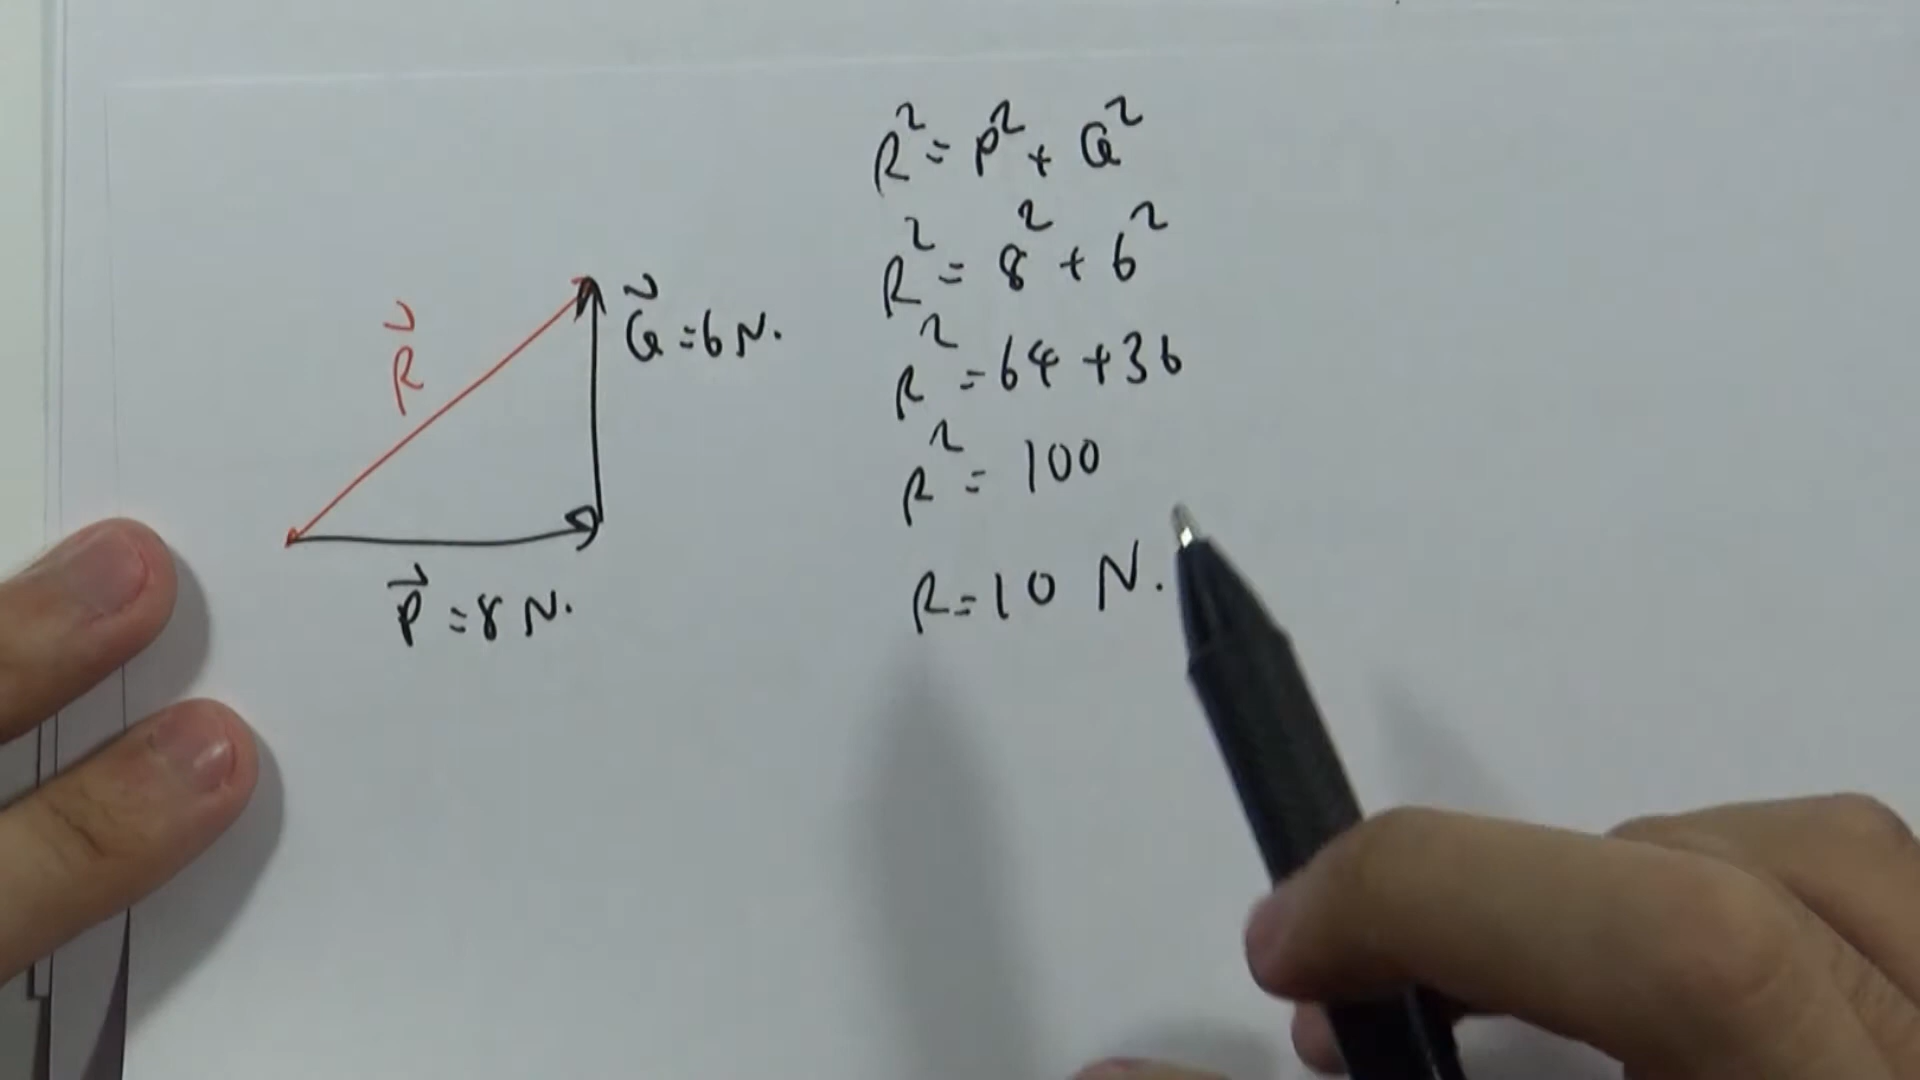 R² = P² + Q²
R² = 8² + 6²
R² = 64 + 36
R² = 100
R = 10 N.
R⃗
Q⃗ = 6 N.
P⃗ = 8 N.